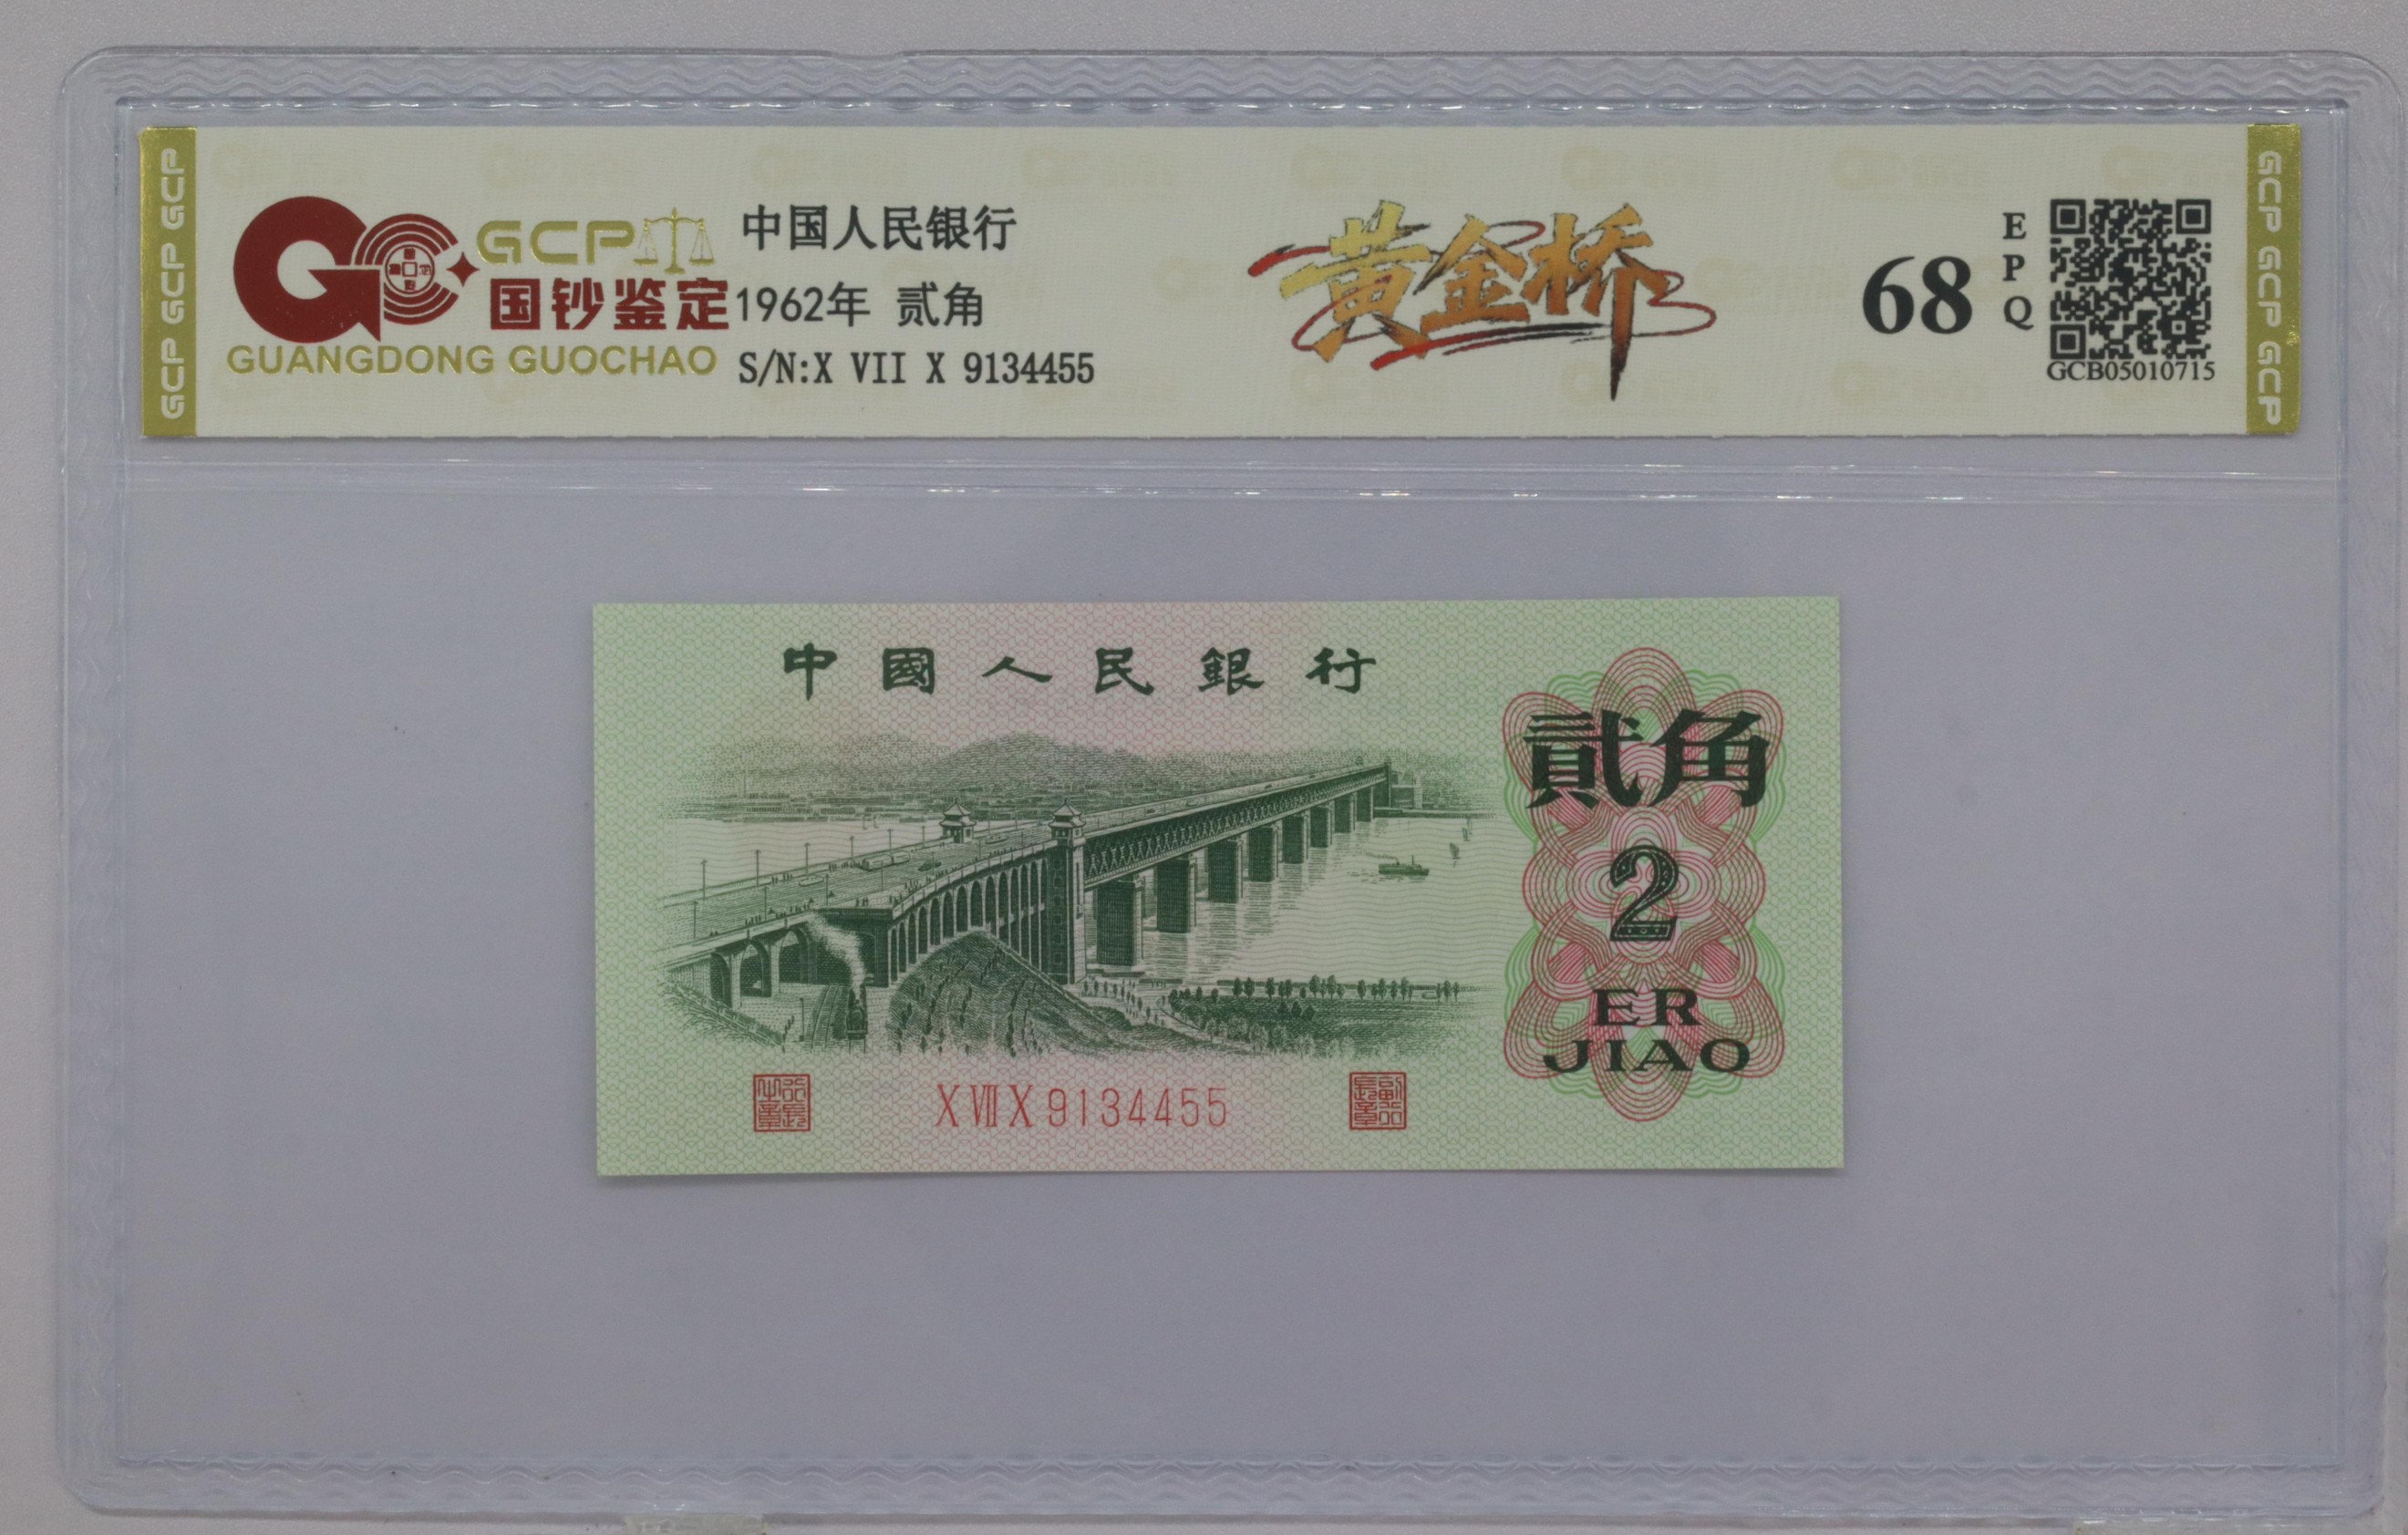 GCP GCP GCP
GCP
国钞鉴定
GUANGDONG GUOCHAO
中国人民银行
1962年 贰角
S/N:X VII X 9134455
黄金桥
68
E
P
Q
GCB05010715
GCP GCP GCP
中國人民銀行
貳角
2
ER
JIAO
X VII X 9134455